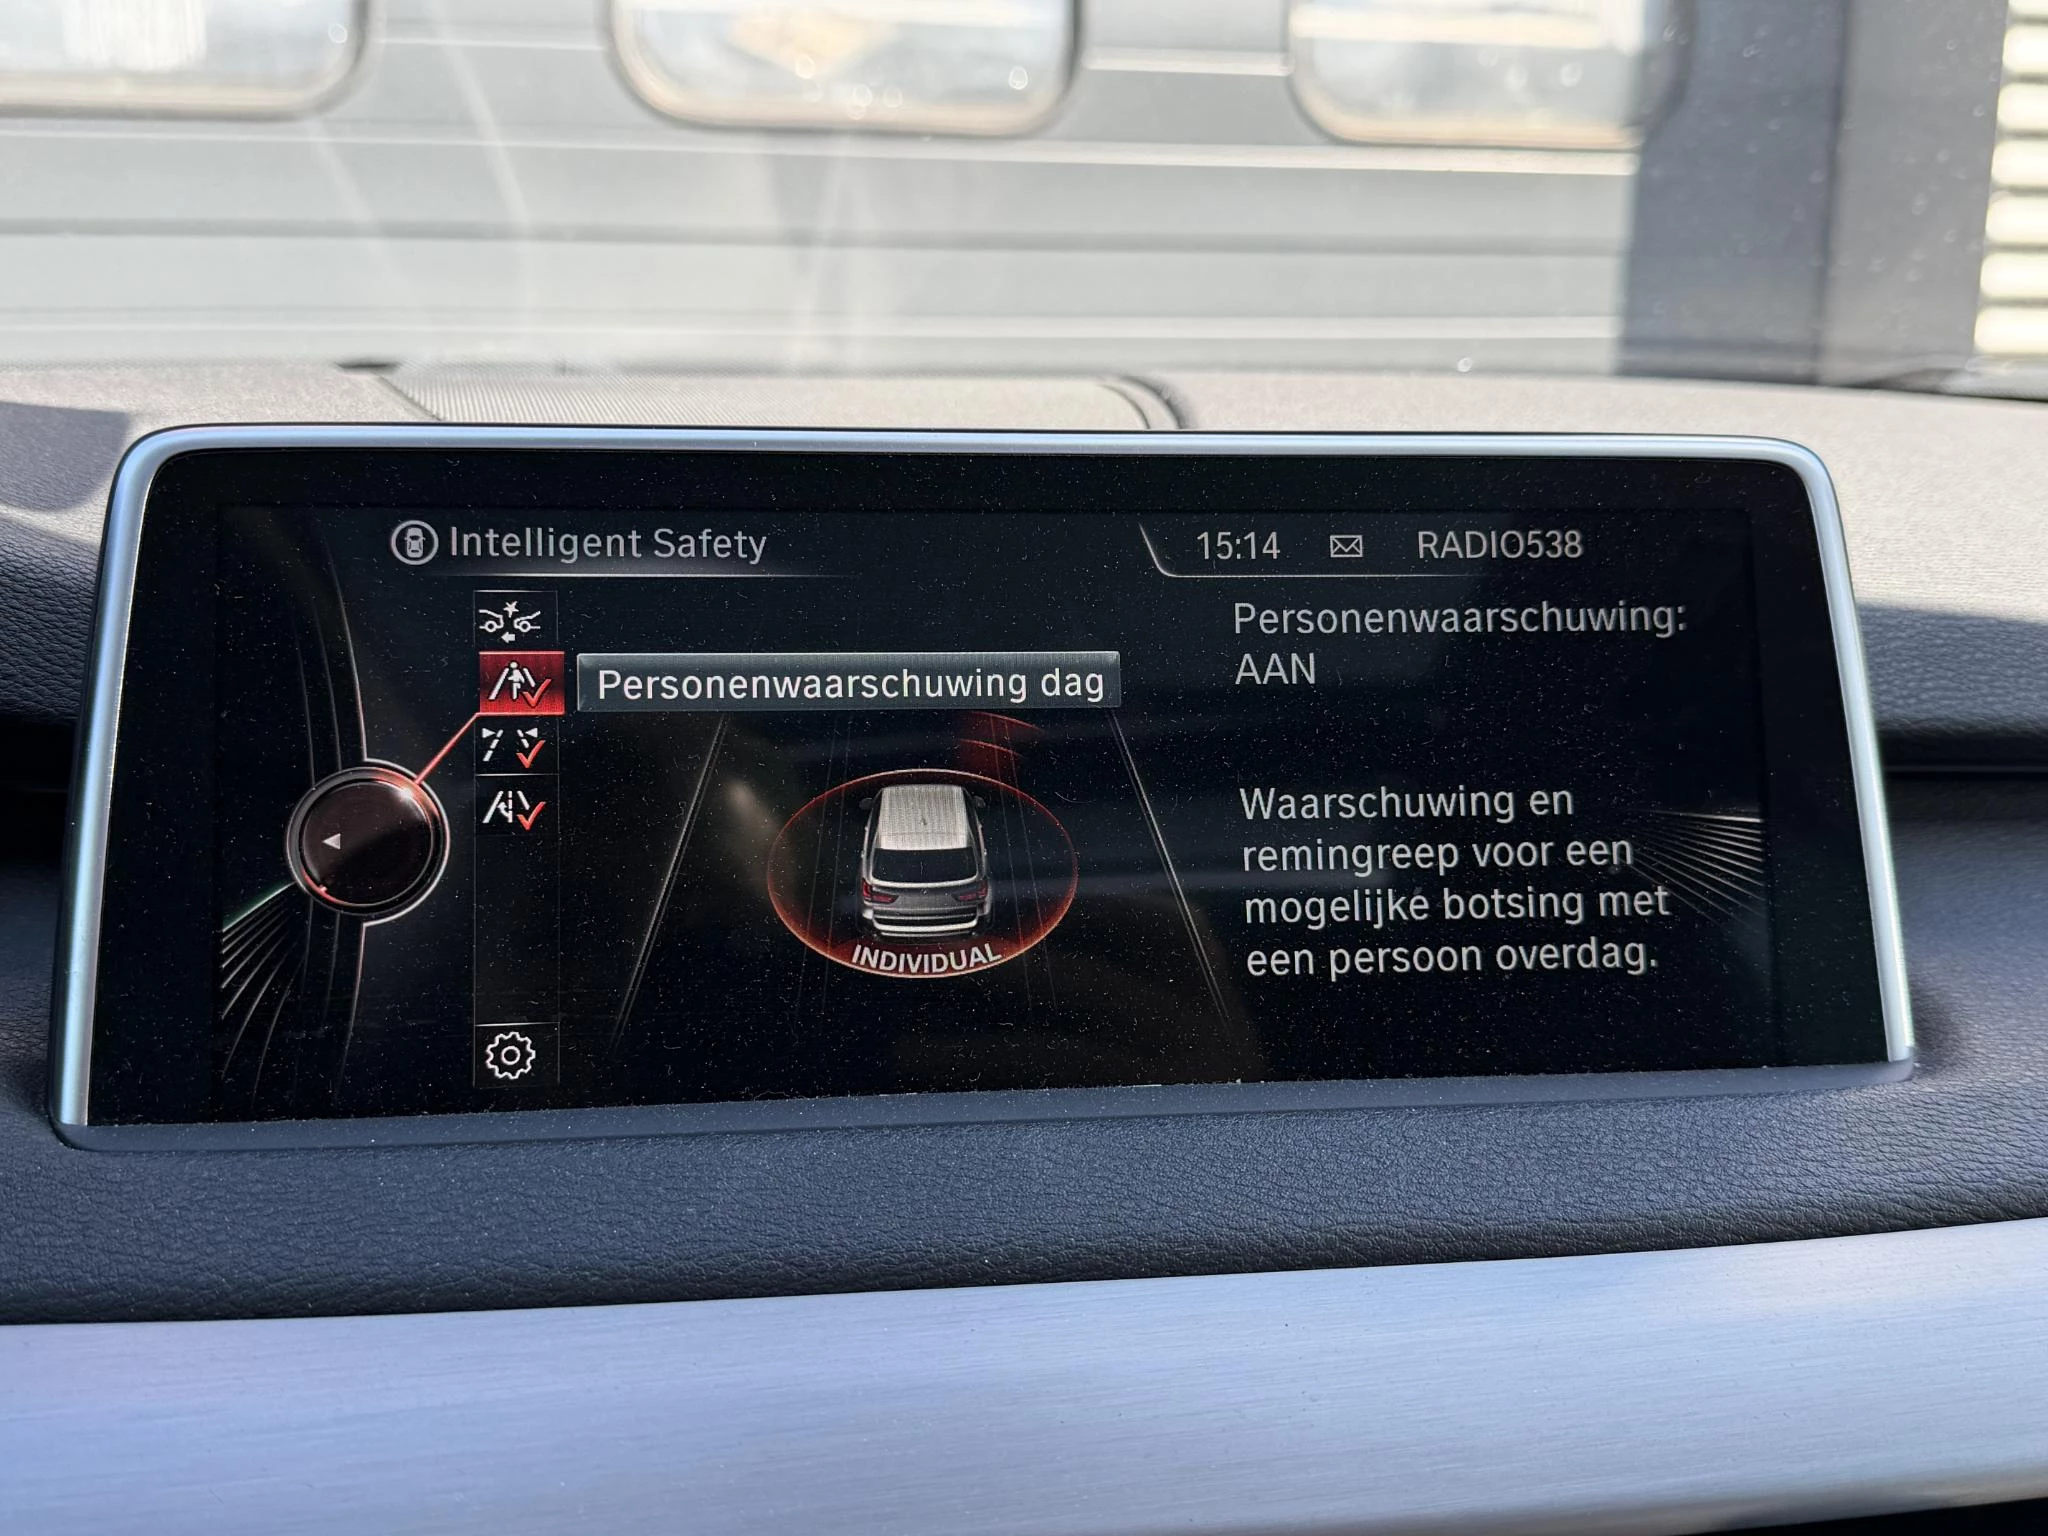 Intelligent Safety
15:14 RADIO538
Personenwaarschuwing dag
INDIVIDUAL
Personenwaarschuwing:
AAN
Waarschuwing en
remingreep voor een
mogelijke botsing met
een persoon overdag.